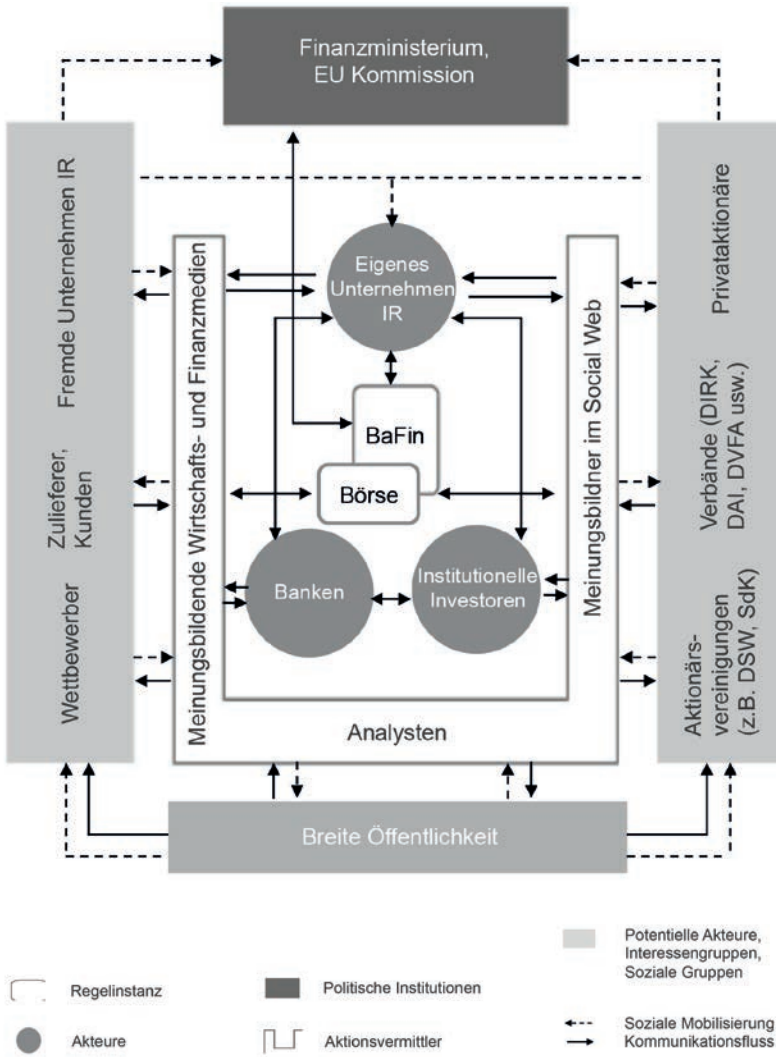 Finanzministerium,
EU Kommission
Fremde Unternehmen IR
Zulieferer,
Kunden
Wettbewerber
Meinungsbildende Wirtschafts- und Finanzmedien
Eigenes
Unternehmen
IR
BaFin
Börse
Banken
Institutionelle
Investoren
Meinungsbildner im Social Web
Privataktionäre
Verbände (DIRK,
DAI, DVFA usw.)
Aktionärs-
vereinigungen
(z.B. DSW, SdK)
Analysten
Breite Öffentlichkeit
Regelinstanz
Politische Institutionen
Potentielle Akteure,
Interessengruppen,
Soziale Gruppen
Akteure
Aktionsvermittler
Soziale Mobilisierung
Kommunikationsfluss